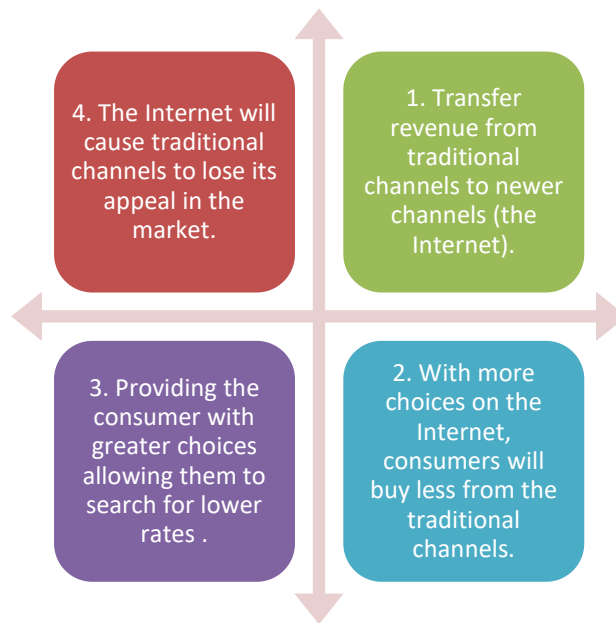 4. The Internet will
cause traditional
channels to lose its
appeal in the
market.
1. Transfer
revenue from
traditional
channels to newer
channels (the
Internet).
3. Providing the
consumer with
greater choices
allowing them to
search for lower
rates .
2. With more
choices on the
Internet,
consumers will
buy less from the
traditional
channels.